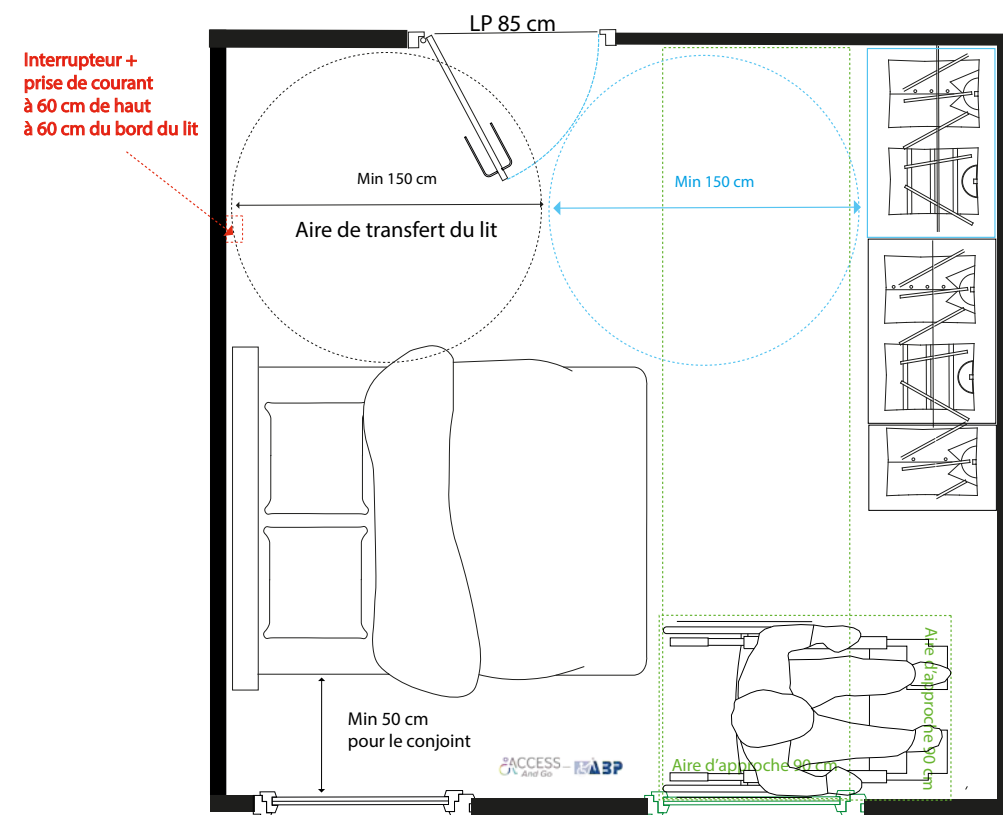 LP 85 cm
Interrupteur +
prise de courant
à 60 cm de haut
à 60 cm du bord du lit
Min 150 cm
Aire de transfert du lit
Min 150 cm
Aire d'approche 90 cm
Min 50 cm
pour le conjoint
Aire d'approche 90 cm
ACCESS
And Go
ABP